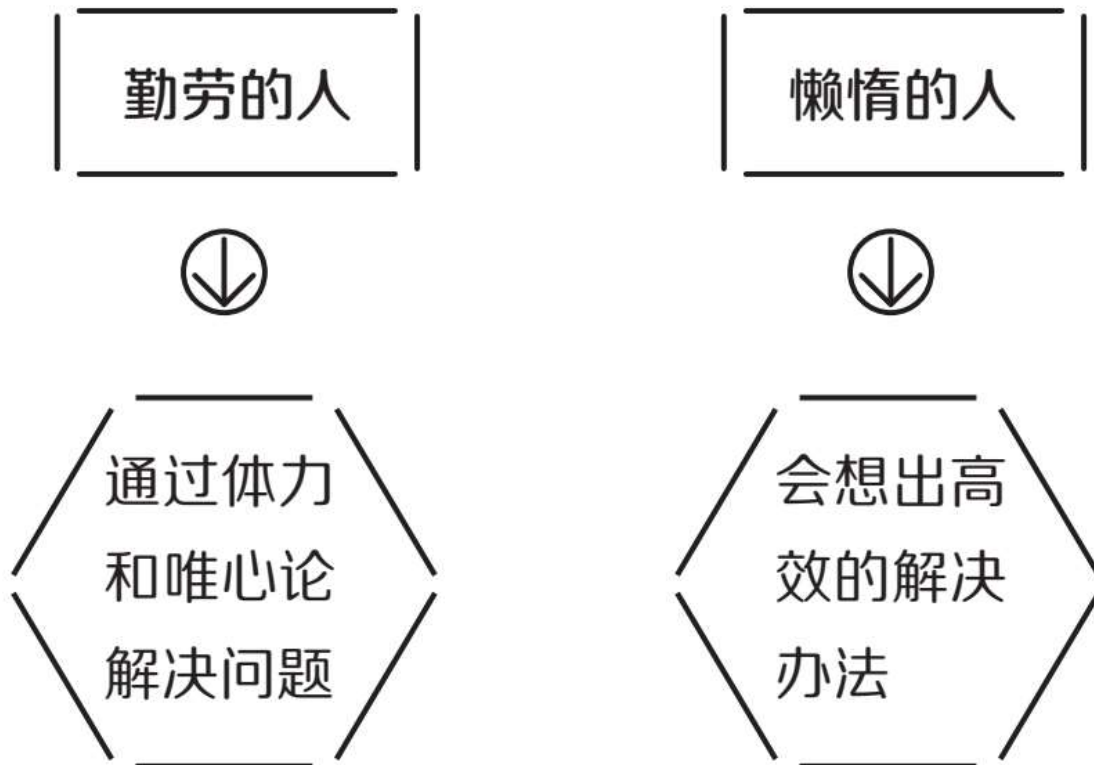 勤劳的人
懒惰的人
通过体力
和唯心论
解决问题
会想出高
效的解决
办法